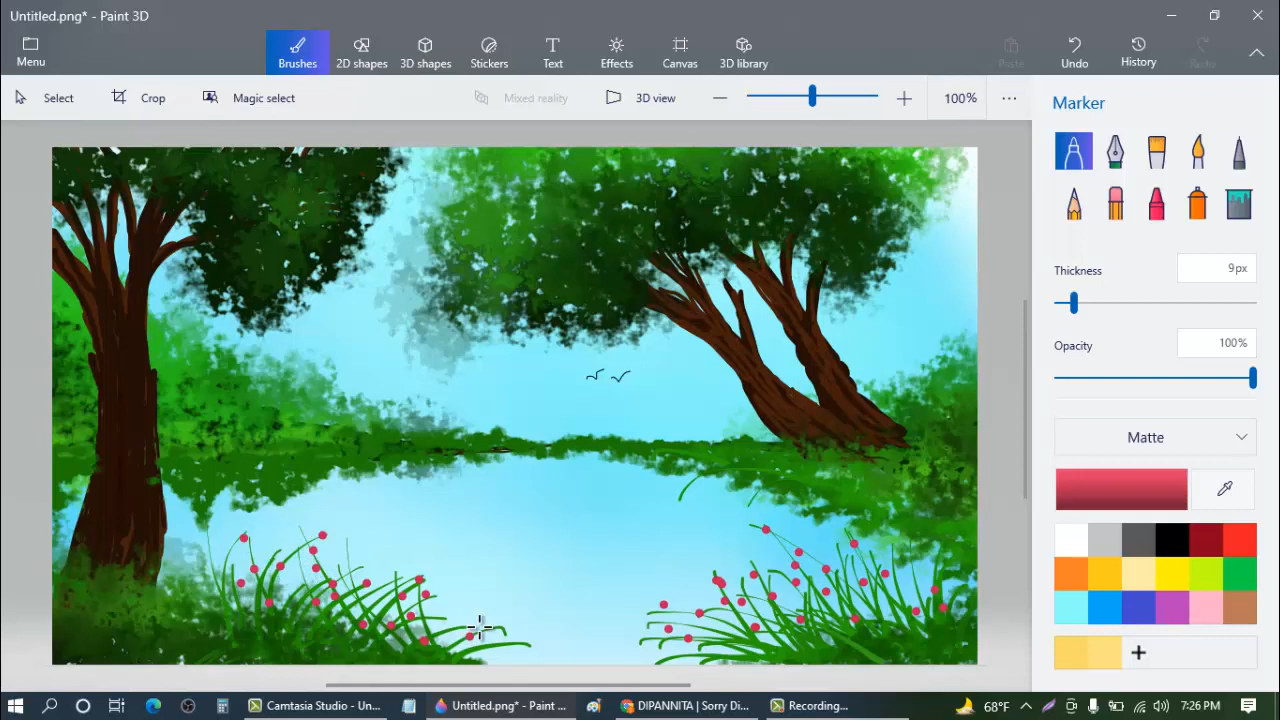 Untitled.png* - Paint 3D
Menu
Brushes
2D shapes
3D shapes
Stickers
Text
Effects
Canvas
3D library
Paste
Undo
History
Redo
Select
Crop
Magic select
Mixed reality
3D view
100%
Marker
Thickness
9px
Opacity
100%
Matte
Camtasia Studio - Un...
Untitled.png* - Paint ...
DIPANNITA | Sorry Di...
Recording...
68°F
7:26 PM